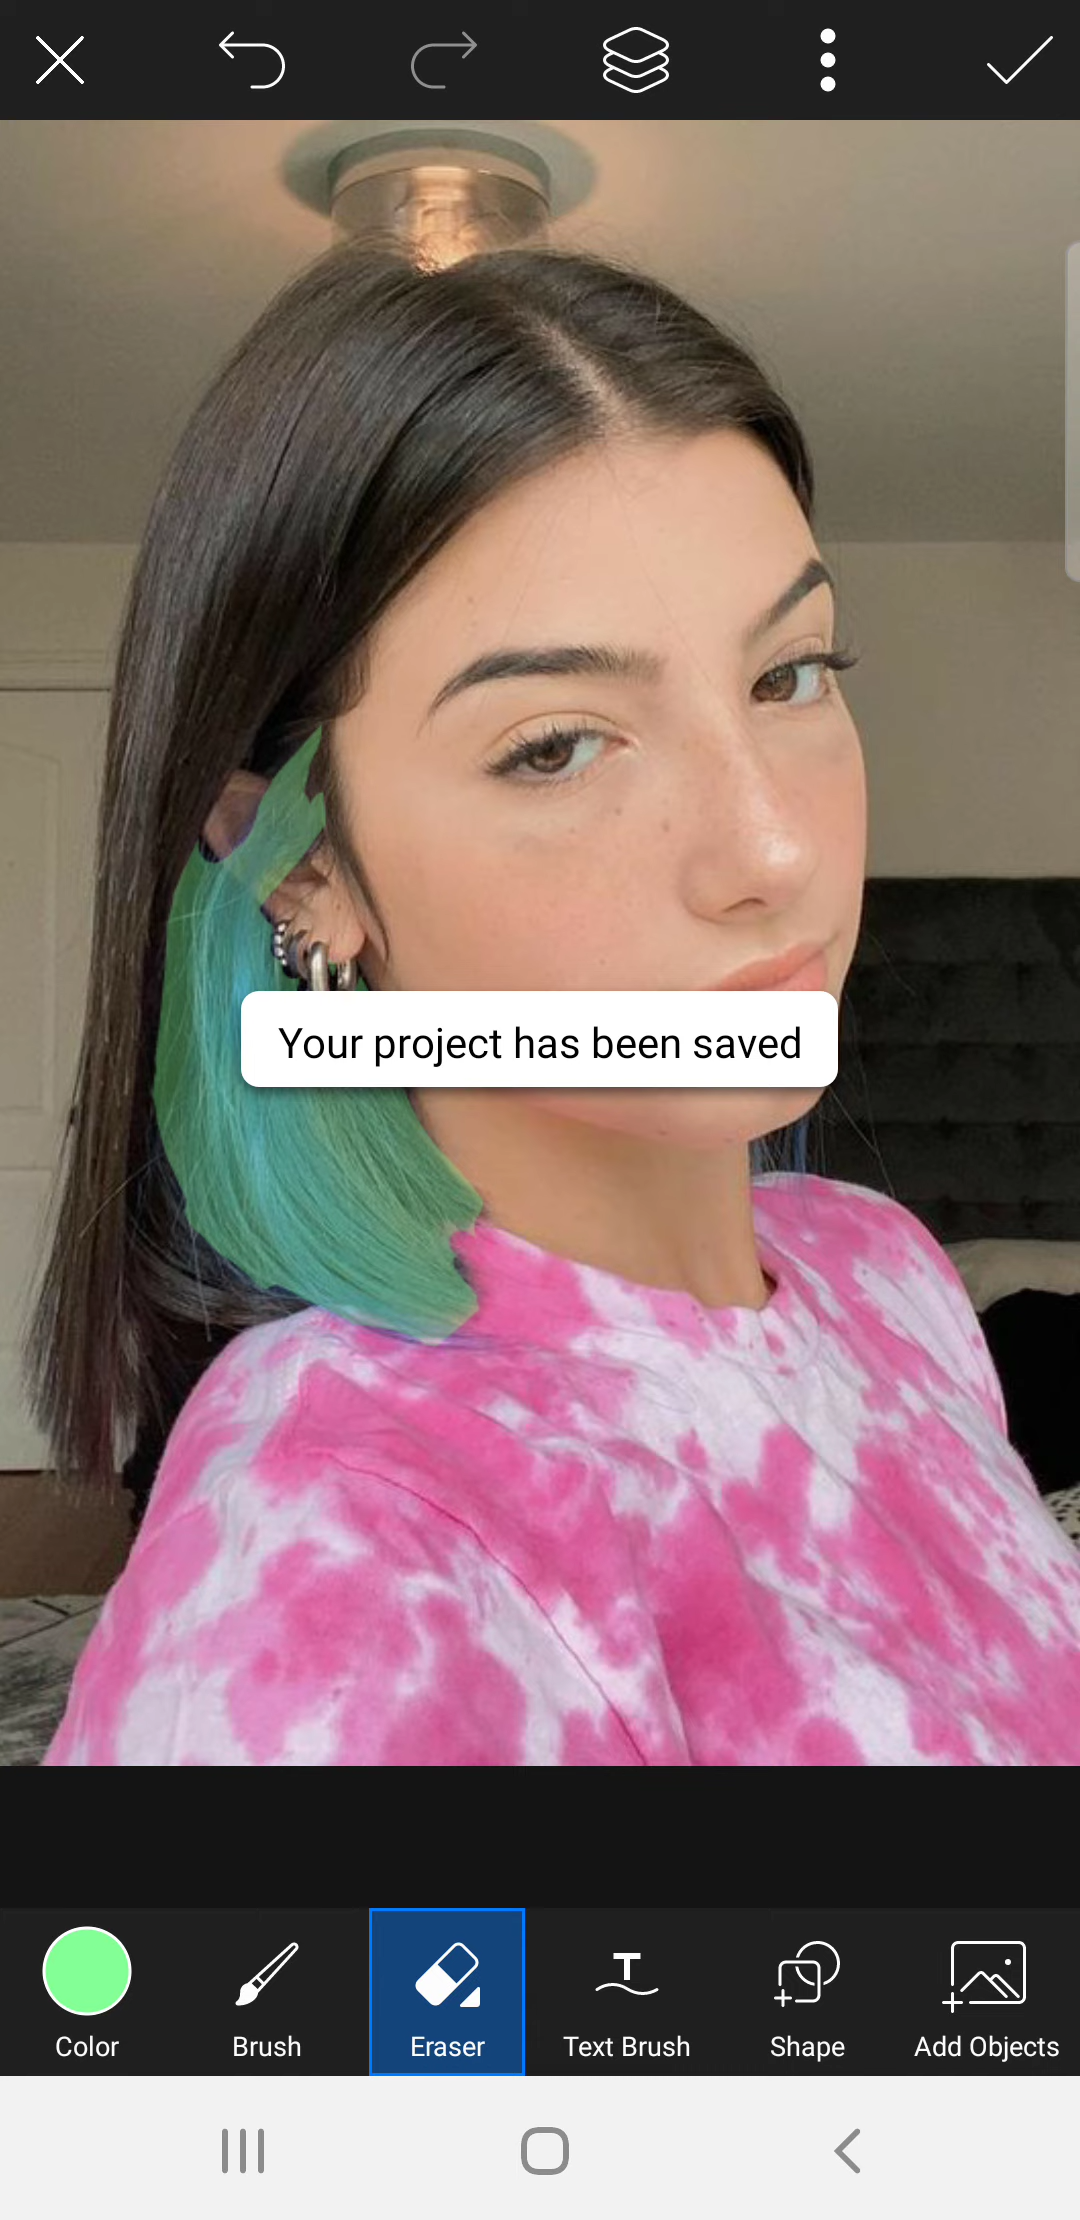 Your project has been saved
Color
Brush
Eraser
T
Text Brush
Shape
Add Objects